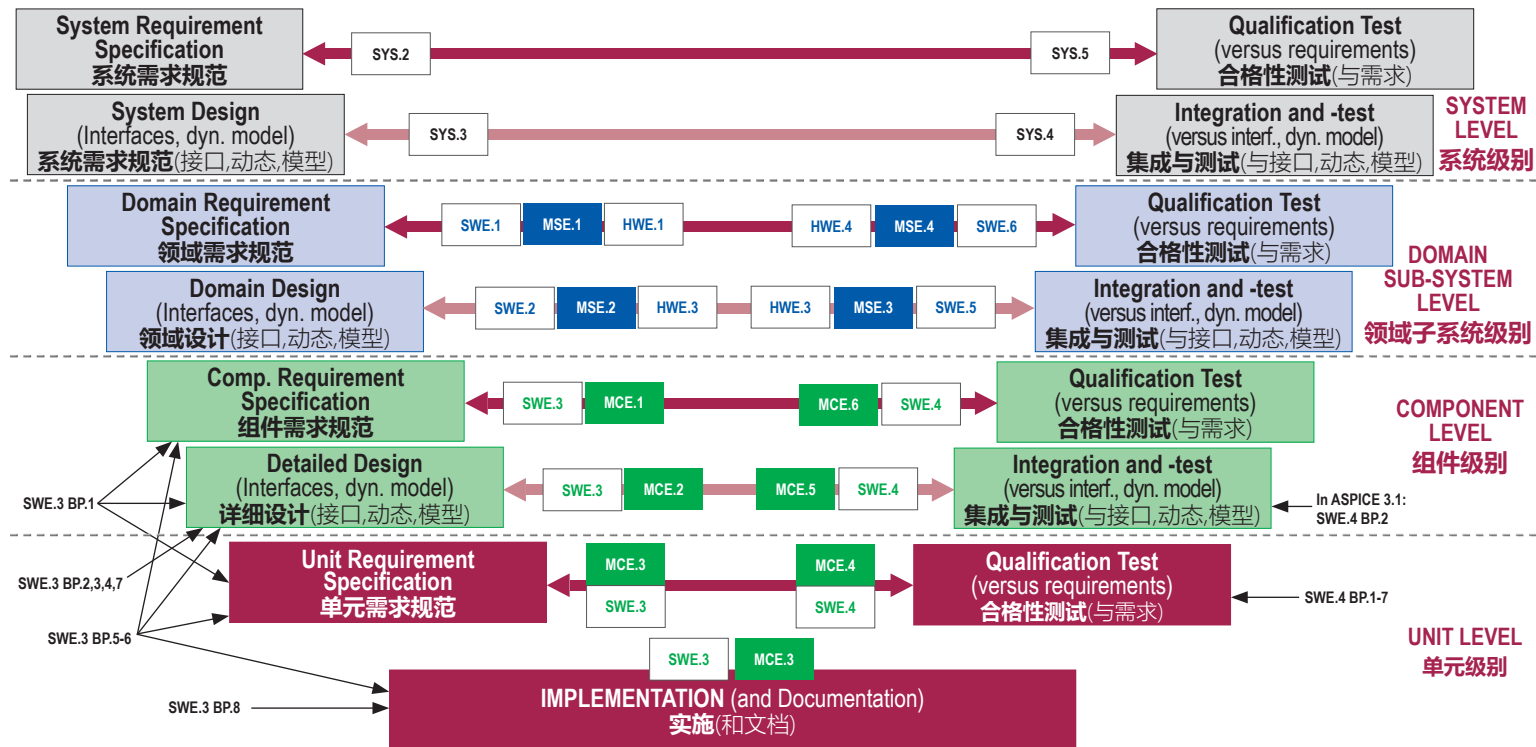 System Requirement
Specification
系统需求规范
SYS.2
SYS.5
Qualification Test
(versus requirements)
合格性测试(与需求)
System Design
(Interfaces, dyn. model)
系统需求规范(接口,动态,模型)
SYS.3
SYS.4
Integration and -test
(versus interf., dyn. model)
集成与测试(与接口,动态,模型)
SYSTEM
LEVEL
系统级别
Domain Requirement
Specification
领域需求规范
SWE.1
MSE.1
HWE.1
HWE.4
MSE.4
SWE.6
Qualification Test
(versus requirements)
合格性测试(与需求)
Domain Design
(Interfaces, dyn. model)
领域设计(接口,动态,模型)
SWE.2
MSE.2
HWE.3
HWE.3
MSE.3
SWE.5
Integration and -test
(versus interf., dyn. model)
集成与测试(与接口,动态,模型)
DOMAIN
SUB-SYSTEM
LEVEL
领域子系统级别
Comp. Requirement
Specification
组件需求规范
SWE.3
MCE.1
MCE.6
SWE.4
Qualification Test
(versus requirements)
合格性测试(与需求)
Detailed Design
(Interfaces, dyn. model)
详细设计(接口,动态,模型)
SWE.3
MCE.2
MCE.5
SWE.4
Integration and -test
(versus interf., dyn. model)
集成与测试(与接口,动态,模型)
COMPONENT
LEVEL
组件级别
SWE.3 BP.1
In ASPICE 3.1:
SWE.4 BP.2
Unit Requirement
Specification
单元需求规范
MCE.3
SWE.3
MCE.4
SWE.4
Qualification Test
(versus requirements)
合格性测试(与需求)
SWE.3 BP.2,3,4,7
SWE.4 BP.1-7
SWE.3 BP.5-6
UNIT LEVEL
单元级别
SWE.3
MCE.3
IMPLEMENTATION (and Documentation)
实施(和文档)
SWE.3 BP.8